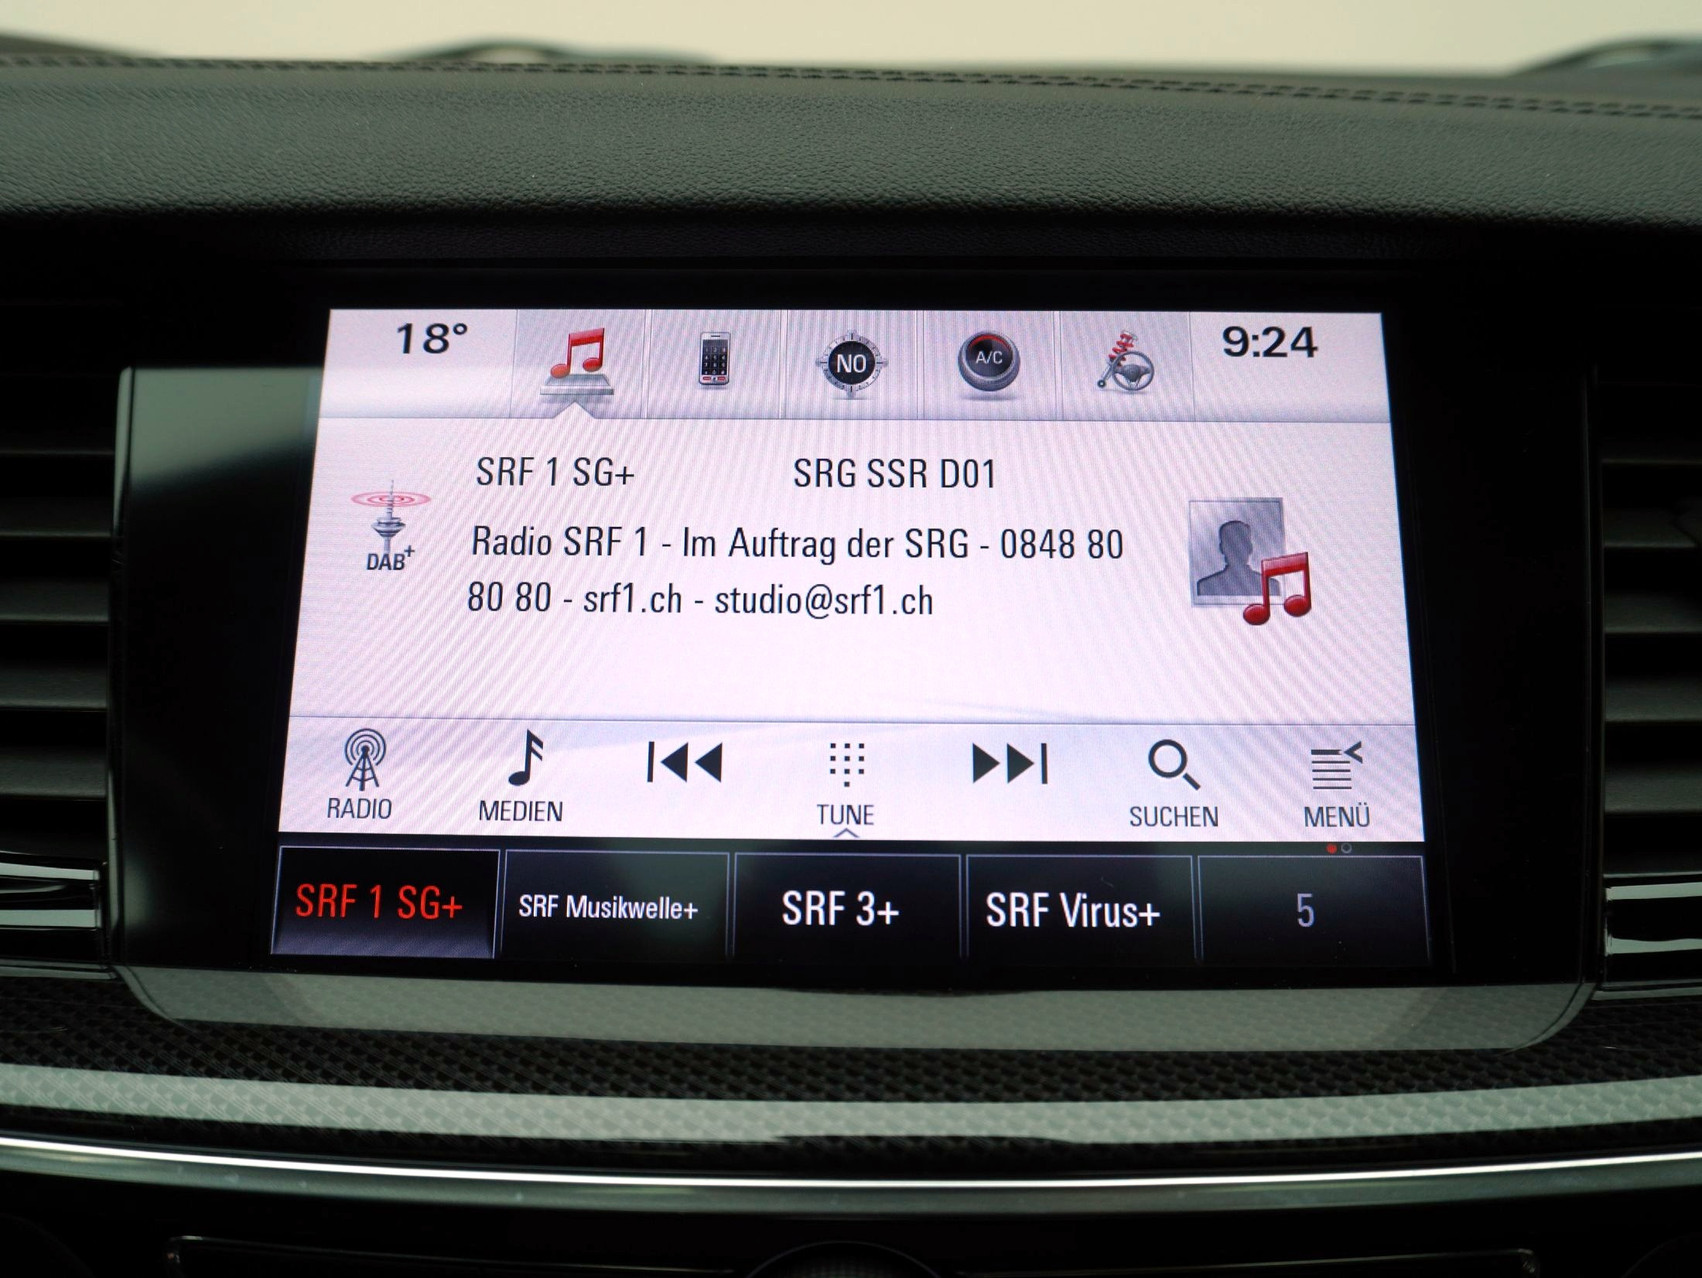 18° NO A/C 9:24
SRF 1 SG+ SRG SSR D01
DAB+
Radio SRF 1 - Im Auftrag der SRG - 0848 80
80 80 - srf1.ch - studio@srf1.ch
RADIO MEDIEN TUNE SUCHEN MENÜ
SRF 1 SG+ SRF Musikwelle+ SRF 3+ SRF Virus+ 5